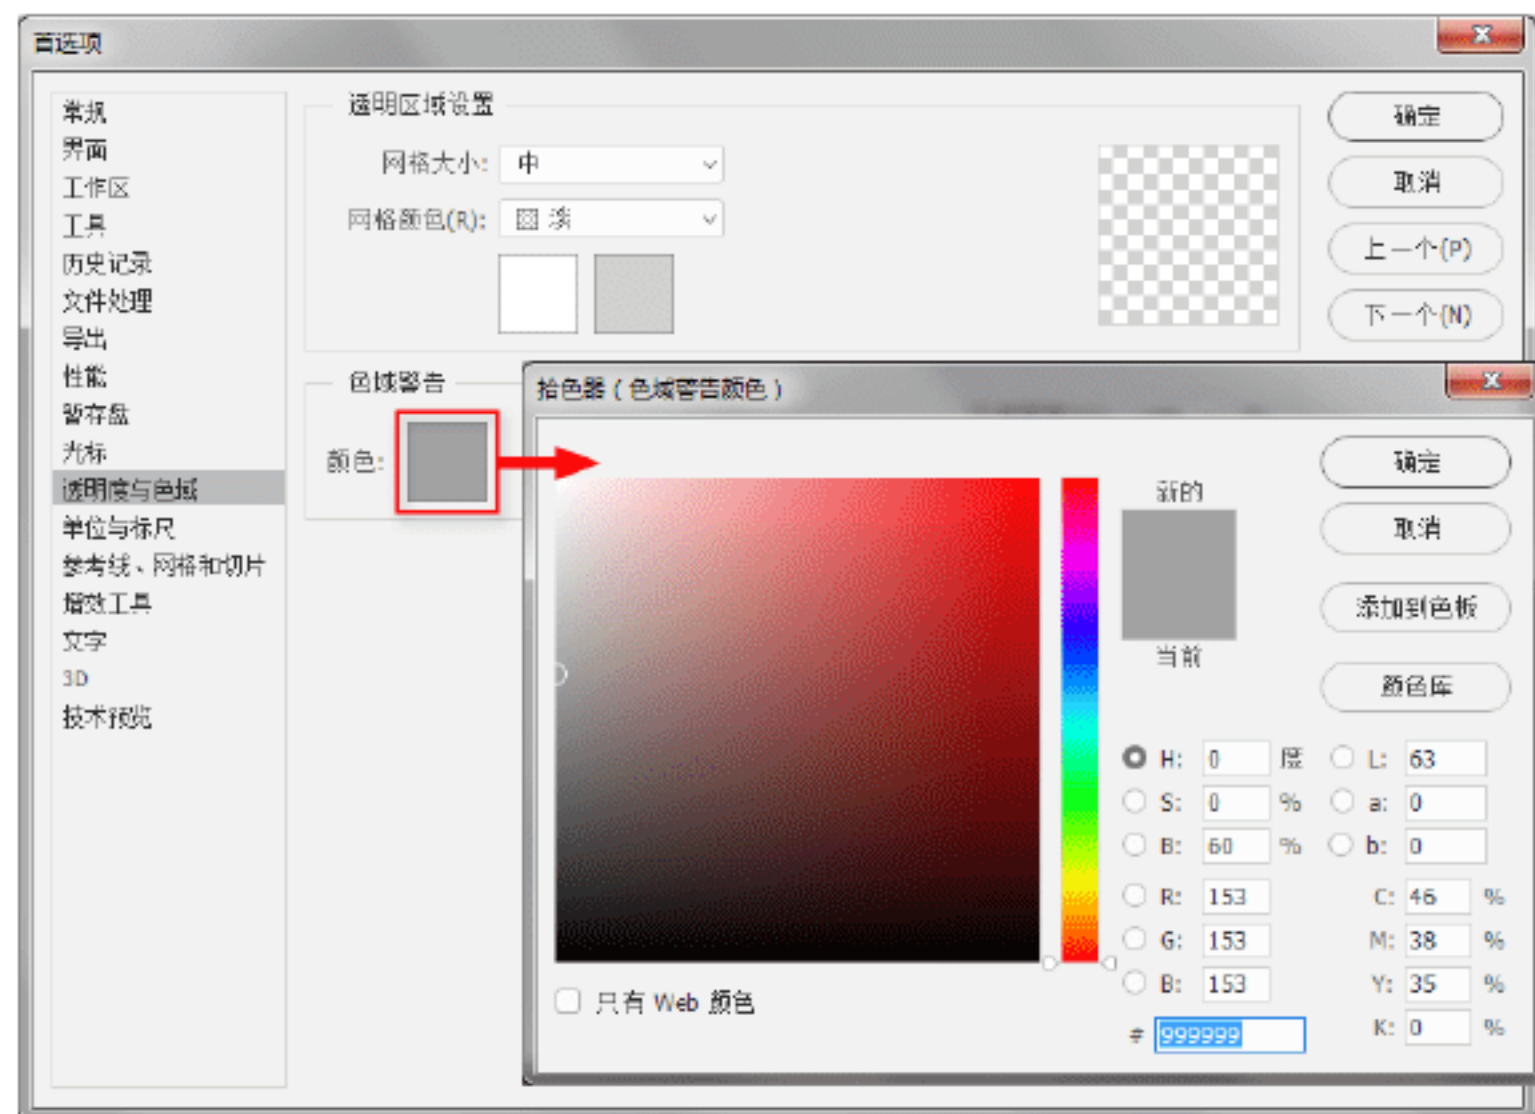 首选项
常规
界面
工作区
工具
历史记录
文件处理
导出
性能
暂存盘
光标
透明度与色域
单位与标尺
参考线、网格和切片
增效工具
文字
3D
技术预览
透明区域设置
网格大小: 中
网格颜色(R): 淡
确定
取消
上一个(P)
下一个(N)
色域警告
颜色:
拾色器（色域警告颜色）
新的
当前
确定
取消
添加到色板
颜色库
H: 0 度 L: 63
S: 0 % a: 0
B: 60 % b: 0
R: 153 C: 46 %
G: 153 M: 38 %
B: 153 Y: 35 %
# 999999 K: 0 %
只有 Web 颜色